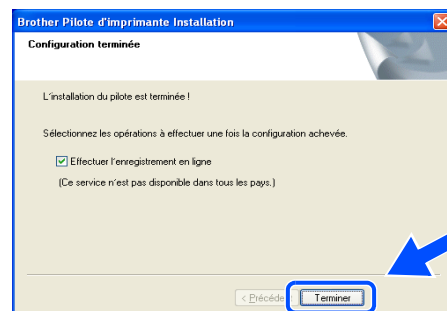 Brother Pilote d'imprimante Installation
Configuration terminée
L'installation du pilote est terminée !
Sélectionnez les opérations à effectuer une fois la configuration achevée.
Effectuer l'enregistrement en ligne
(Ce service n'est pas disponible dans tous les pays.)
< Précéde
Terminer